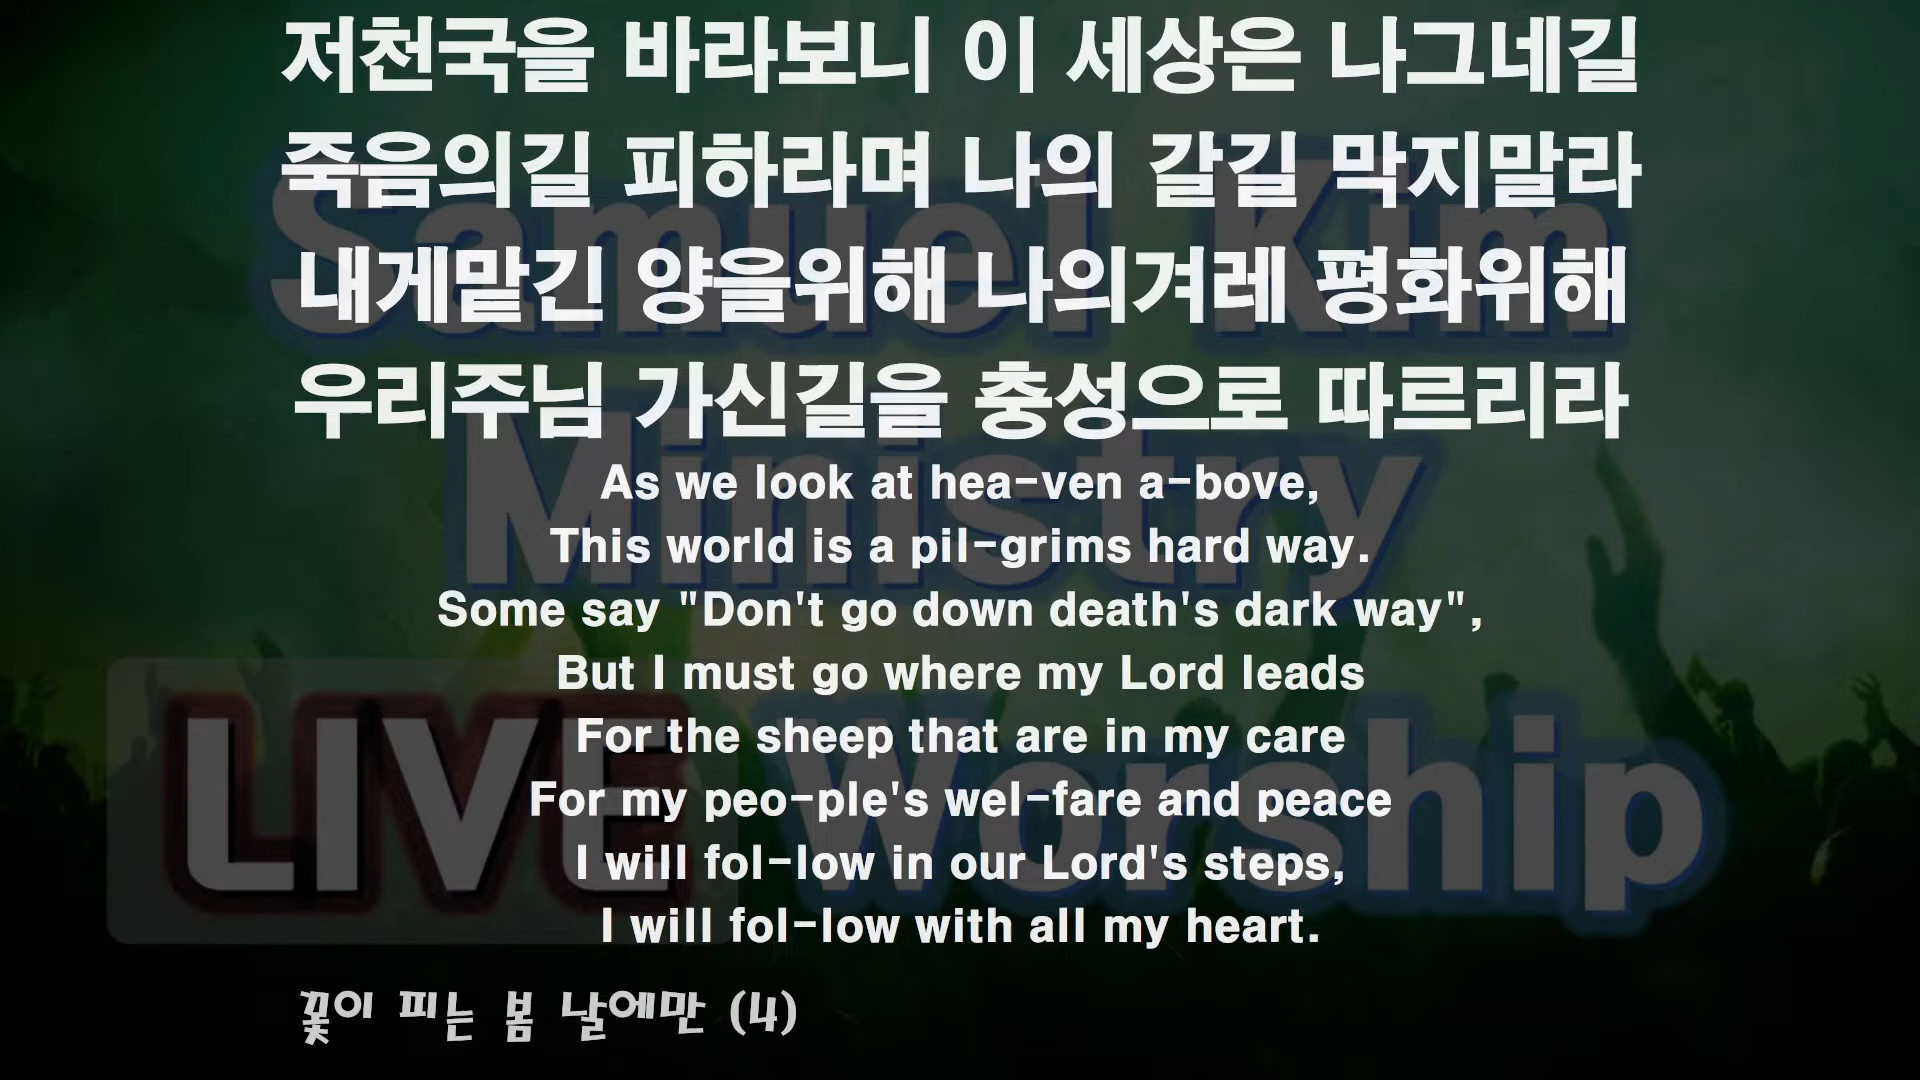 저천국을 바라보니 이 세상은 나그네길
죽음의길 피하라며 나의 갈길 막지말라
내게맡긴 양을위해 나의겨레 평화위해
우리주님 가신길을 충성으로 따르리라
As we look at hea-ven a-bove,
This world is a pil-grims hard way.
Some say "Don't go down death's dark way",
But I must go where my Lord leads
For the sheep that are in my care
For my peo-ple's wel-fare and peace
I will fol-low in our Lord's steps,
I will fol-low with all my heart.
꽃이 피는 봄 날에만 (4)
Samuel Kim
Ministry
LIVE Worship